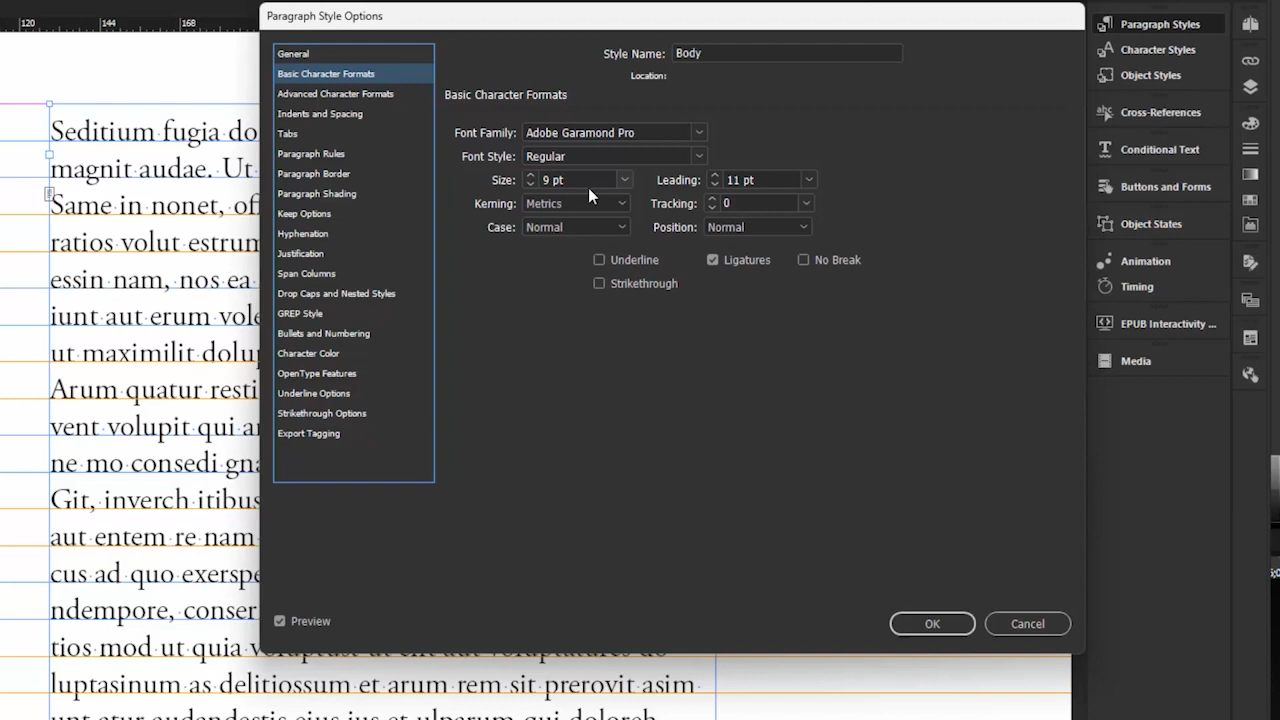 Paragraph Style Options
120 144 168
General
Basic Character Formats
Advanced Character Formats
Indents and Spacing
Tabs
Paragraph Rules
Paragraph Border
Paragraph Shading
Keep Options
Hyphenation
Justification
Span Columns
Drop Caps and Nested Styles
GREP Style
Bullets and Numbering
Character Color
OpenType Features
Underline Options
Strikethrough Options
Export Tagging
Style Name: Body
Location:
Basic Character Formats
Font Family: Adobe Garamond Pro
Font Style: Regular
Size: 9 pt Leading: 11 pt
Kerning: Metrics Tracking: 0
Case: Normal Position: Normal
Underline Ligatures No Break
Strikethrough
Preview
OK Cancel
Paragraph Styles
Character Styles
Object Styles
Cross-References
Conditional Text
Buttons and Forms
Object States
Animation
Timing
EPUB Interactivity ...
Media
Seditium fugia do
magnit audae. Ut
Same in nonet, of
ratios volut estrum
essin nam, nos ea
iunt aut erum vole
ut maximilit dolup
Arum quatur resti
vent volupit qui a
ne mo consedi gna
Git, inverch itibus
aut entem re nam
cus ad quo exerspe
ndempore, conser
tios mod ut quia
luptasinum as delitiossum et arum rem sit prerovit asim